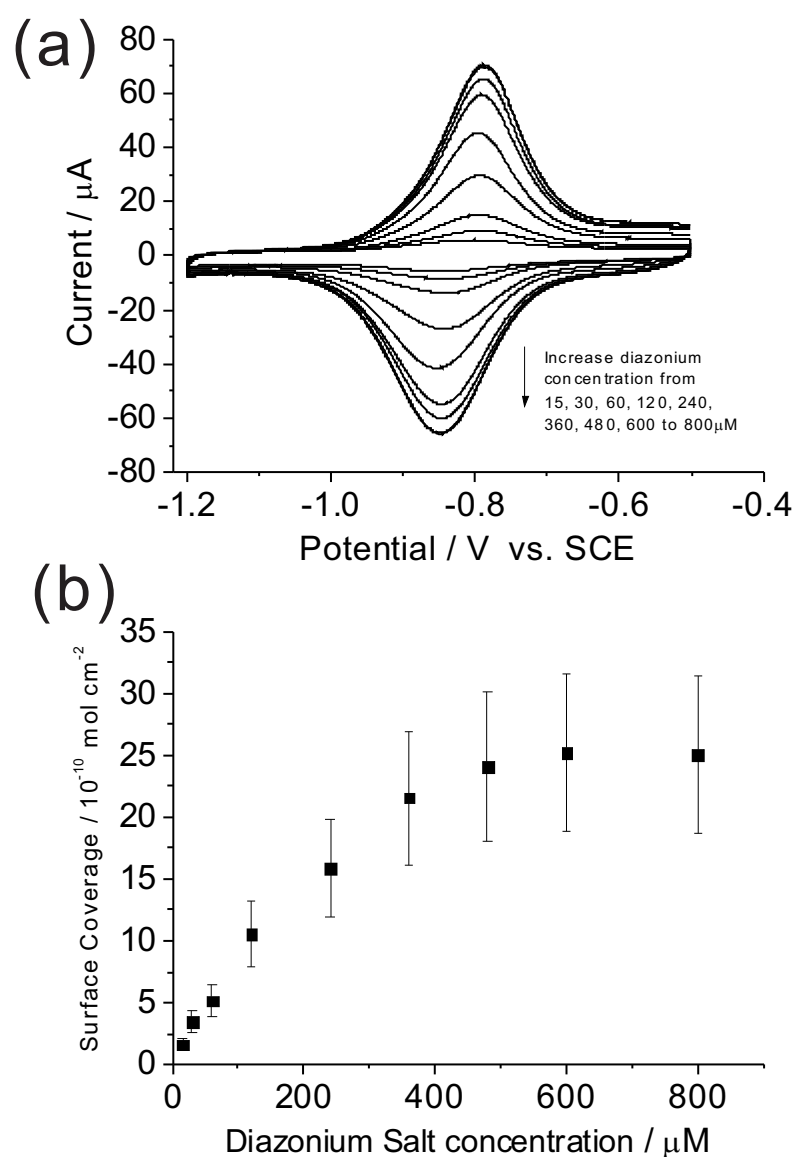 (a)
80
60
40
20
0
-20
-40
-60
-80
Current / μA
-1.2 -1.0 -0.8 -0.6 -0.4
Potential / V vs. SCE
Increase diazonium
concentration from
15, 30, 60, 120, 240,
360, 480, 600 to 800μM
(b)
35
30
25
20
15
10
5
0
Surface Coverage / 10⁻¹⁰ mol cm⁻²
0 200 400 600 800
Diazonium Salt concentration / μM